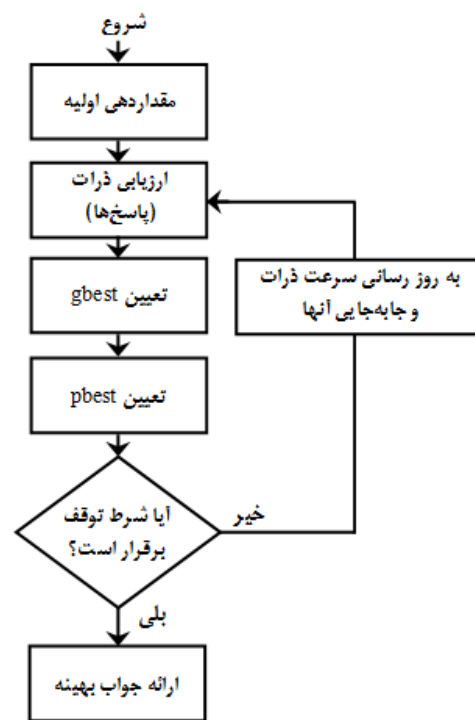 شروع
مقداردهی اولیه
ارزیابی ذرات
(پاسخ‌ها)
تعیین gbest
تعیین pbest
آیا شرط توقف
برقرار است؟
خیر
به روز رسانی سرعت ذرات
و جابه‌جایی آنها
بلی
ارائه جواب بهینه